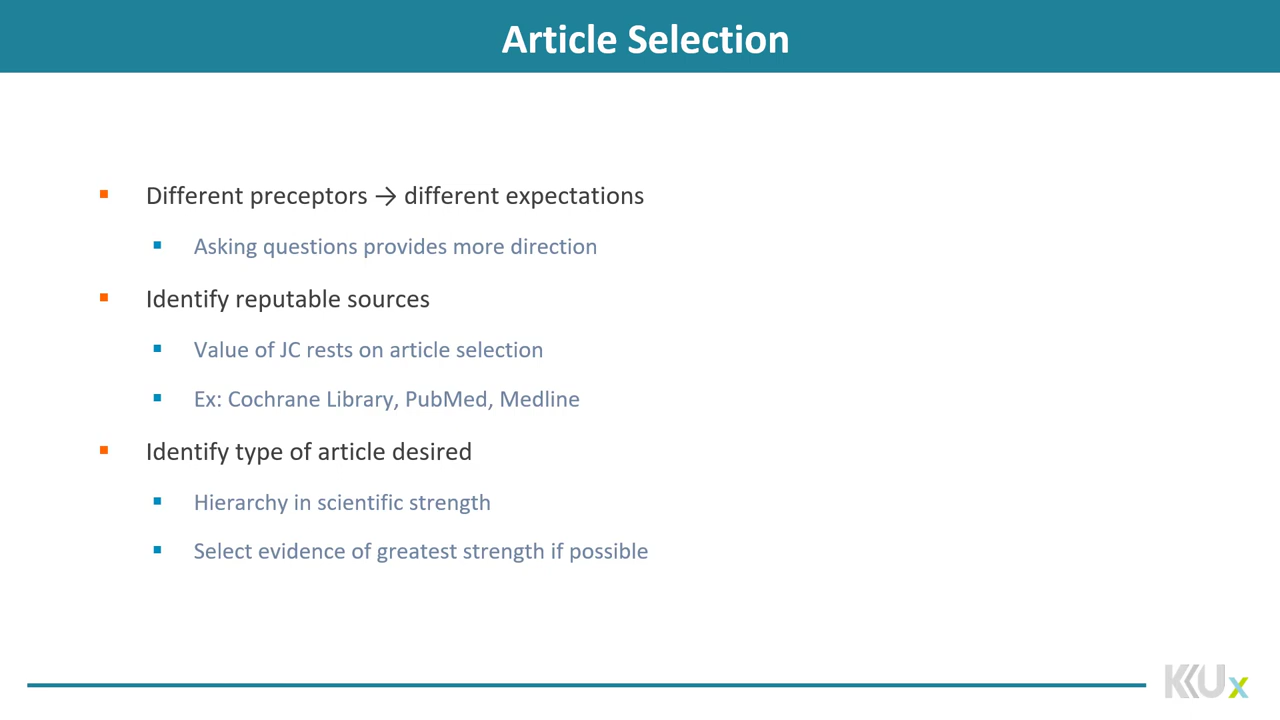 Article Selection
Different preceptors → different expectations
Asking questions provides more direction
Identify reputable sources
Value of JC rests on article selection
Ex: Cochrane Library, PubMed, Medline
Identify type of article desired
Hierarchy in scientific strength
Select evidence of greatest strength if possible
KKUx